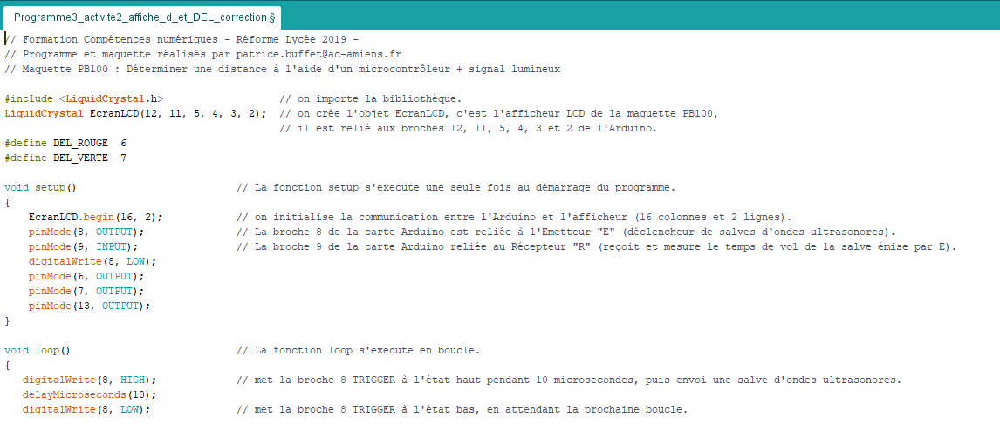 Programme3_activite2_affiche_d_et_DEL_correction §
// Formation Compétences numériques - Réforme Lycée 2019 -
// Programme et maquette réalisés par patrice.buffet@ac-amiens.fr
// Maquette PB100 : Déterminer une distance à l'aide d'un microcontrôleur + signal lumineux
#include <LiquidCrystal.h> // on importe la bibliothèque.
LiquidCrystal EcranLCD(12, 11, 5, 4, 3, 2); // on crée l'objet EcranLCD, c'est l'afficheur LCD de la maquette PB100,
// il est relié aux broches 12, 11, 5, 4, 3 et 2 de l'Arduino.
#define DEL_ROUGE 6
#define DEL_VERTE 7
void setup() // La fonction setup s'execute une seule fois au démarrage du programme.
{
EcranLCD.begin(16, 2); // on initialise la communication entre l'Arduino et l'afficheur (16 colonnes et 2 lignes).
pinMode(8, OUTPUT); // La broche 8 de la carte Arduino est reliée à l'Emetteur "E" (déclencheur de salves d'ondes ultrasonores).
pinMode(9, INPUT); // La broche 9 de la carte Arduino reliée au Récepteur "R" (reçoit et mesure le temps de vol de la salve émise par E).
digitalWrite(8, LOW);
pinMode(6, OUTPUT);
pinMode(7, OUTPUT);
pinMode(13, OUTPUT);
}
void loop() // La fonction loop s'execute en boucle.
{
digitalWrite(8, HIGH); // met la broche 8 TRIGGER à l'état haut pendant 10 microsecondes, puis envoi une salve d'ondes ultrasonores.
delayMicroseconds(10);
digitalWrite(8, LOW); // met la broche 8 TRIGGER à l'état bas, en attendant la prochaine boucle.